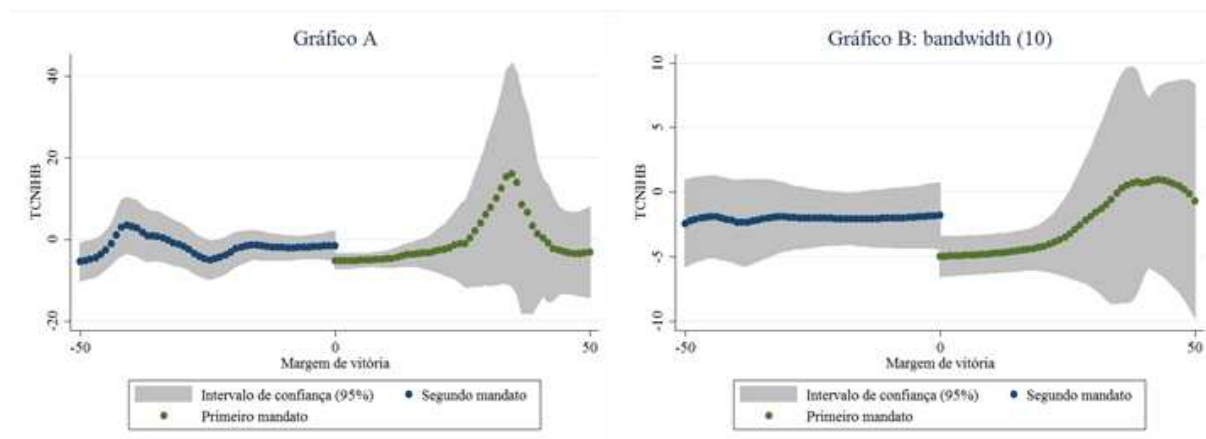 Gráfico A
TCNIHB
40
20
0
-20
-50
0
50
Margem de vitória
Intervalo de confiança (95%)
Segundo mandato
Primeiro mandato
Gráfico B: bandwidth (10)
TCNIHB
10
5
0
-5
-10
-50
0
50
Margem de vitória
Intervalo de confiança (95%)
Segundo mandato
Primeiro mandato